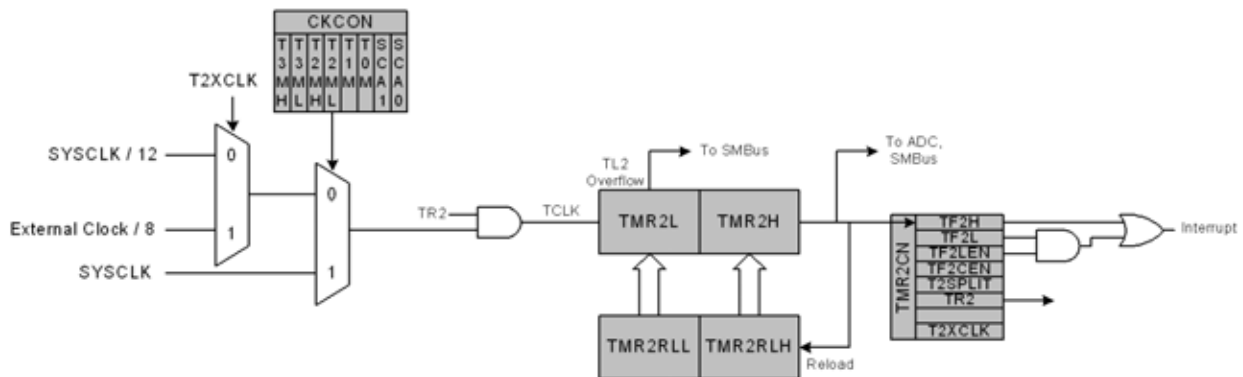 CKCON
T3MH
T3ML
T2MH
T2ML
T1M
T0M
SCA1
SCA0
T2XCLK
SYSCLK / 12
0
External Clock / 8
1
SYSCLK
0
1
TR2
TCLK
TL2
Overflow
To SMBus
To ADC,
SMBus
TMR2L
TMR2H
TMR2RLL
TMR2RLH
Reload
TMR2CN
TF2H
TF2L
TF2LEN
TF2CEN
T2SPLIT
TR2
T2XCLK
Interrupt